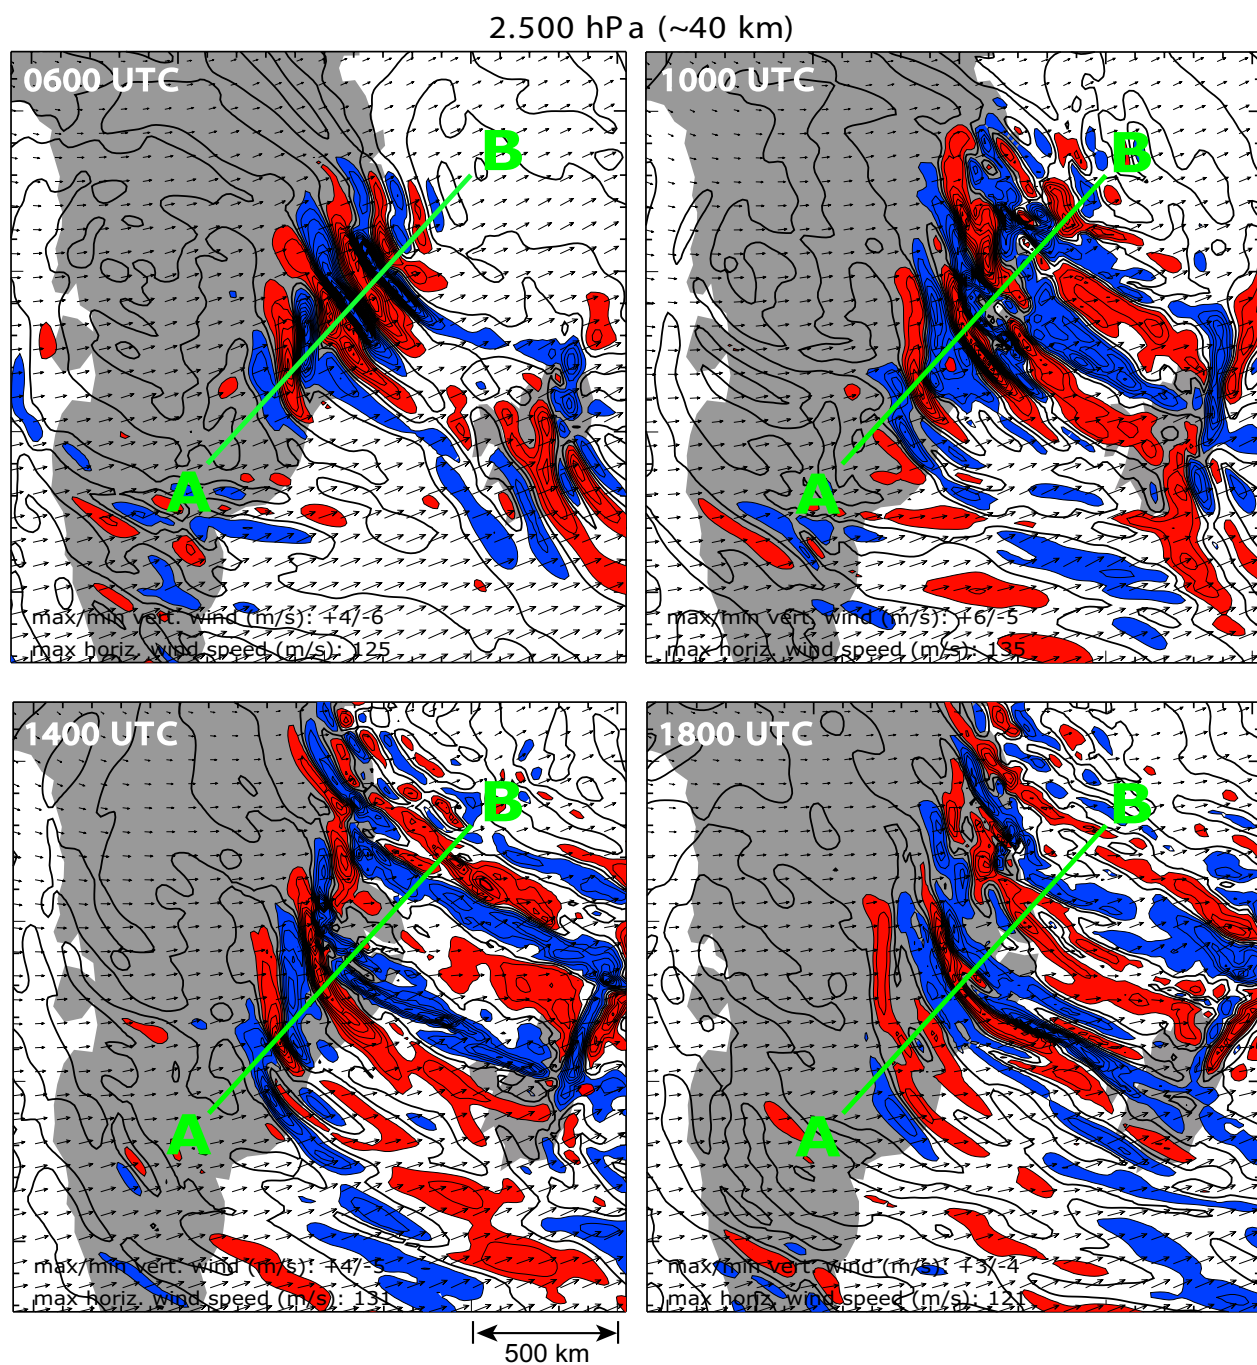 2.500 hPa (~40 km)
0600 UTC
B
A
max/min vert. wind (m/s): +4/-6
max horiz. wind speed (m/s): 125
1000 UTC
B
A
max/min vert. wind (m/s): +6/-5
max horiz. wind speed (m/s): 135
1400 UTC
B
A
max/min vert. wind (m/s): +4/-5
max horiz. wind speed (m/s): 131
1800 UTC
B
A
max/min vert. wind (m/s): +3/-4
max horiz. wind speed (m/s): 121
500 km